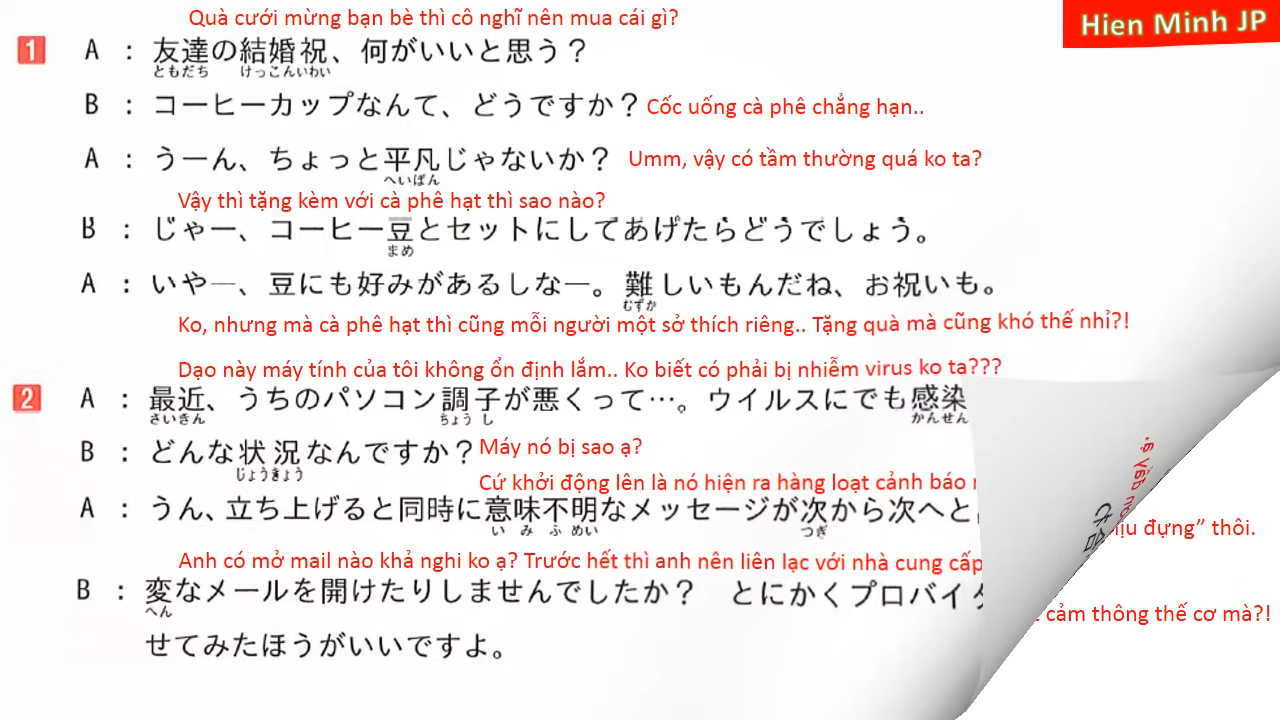 Hien Minh JP
Quà cưới mừng bạn bè thì cô nghĩ nên mua cái gì?
1 A : 友達の結婚祝、何がいいと思う？
ともだち けっこんいわい
B : コーヒーカップなんて、どうですか？ Cốc uống cà phê chẳng hạn..
A : うーん、ちょっと平凡じゃないか？ Umm, vậy có tầm thường quá ko ta?
へいぼん
Vậy thì tặng kèm với cà phê hạt thì sao nào?
B : じゃー、コーヒー豆とセットにしてあげたらどうでしょう。
まめ
A : いやー、豆にも好みがあるしなー。難しいもんだね、お祝いも。
むずか
Ko, nhưng mà cà phê hạt thì cũng mỗi người một sở thích riêng.. Tặng quà mà cũng khó thế nhỉ?!
Dạo này máy tính của tôi không ổn định lắm.. Ko biết có phải bị nhiễm virus ko ta???
2 A : 最近、うちのパソコン調子が悪くって…。ウイルスにでも感染
さいきん ちょう し かんせん
B : どんな状況なんですか？ Máy nó bị sao ạ?
じょうきょう
Cứ khởi động lên là nó hiện ra hàng loạt cảnh báo
A : うん、立ち上げると同時に意味不明なメッセージが次から次へと
い み ふ めい つぎ
đựng” thôi.
Anh có mở mail nào khả nghi ko ạ? Trước hết thì anh nên liên lạc với nhà cung cấp
B : 変なメールを開けたりしませんでしたか？ とにかくプロバイ
へん
cảm thông thế cơ mà?!
せてみたほうがいいですよ。